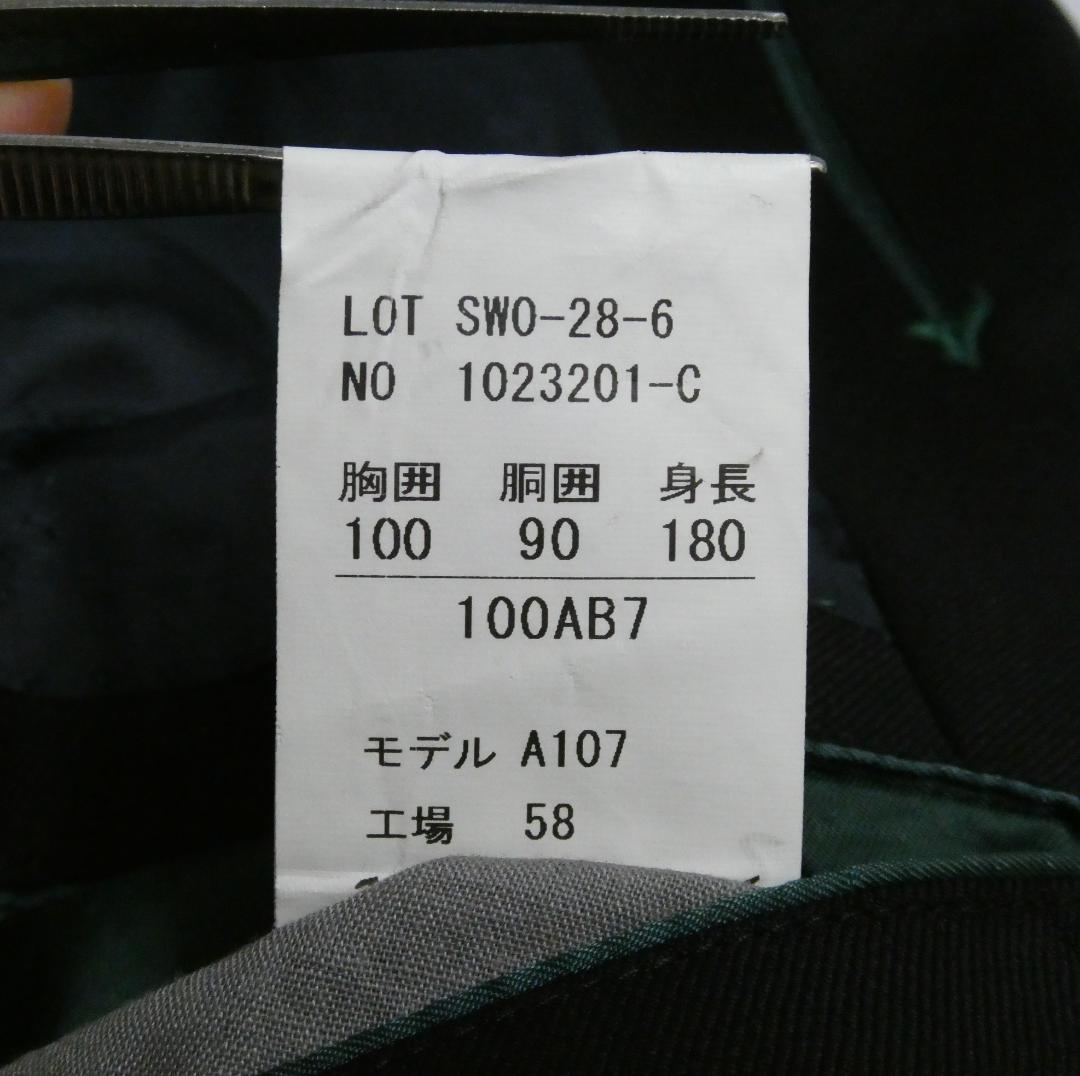 LOT SWO-28-6
NO 1023201-C
胸囲 胴囲 身長
100 90 180
100AB7
モデル A107
工場 58